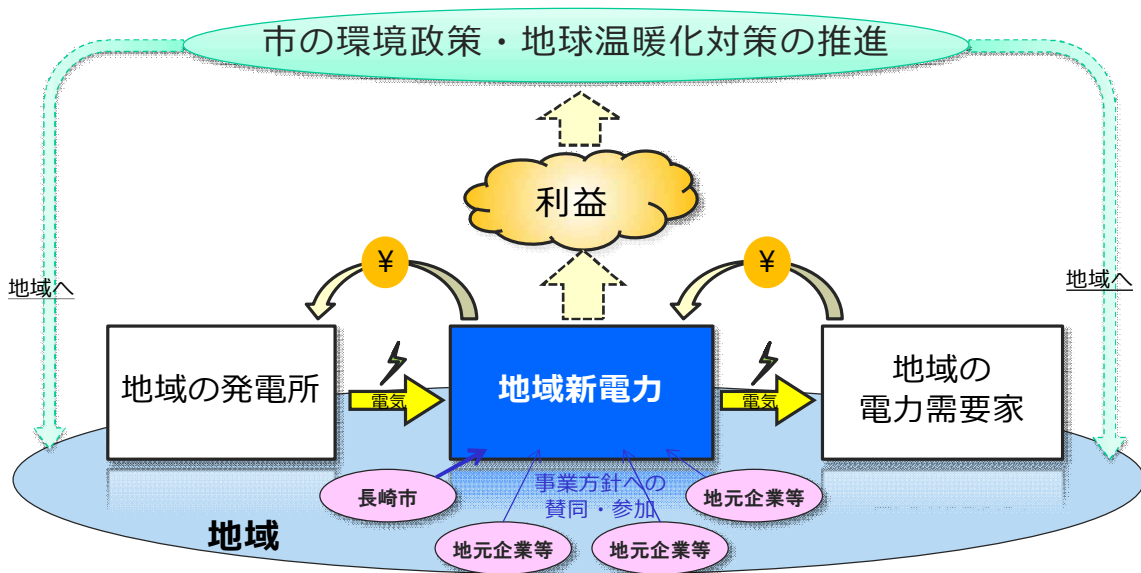 市の環境政策・地球温暖化対策の推進
利益
¥
¥
地域へ
地域へ
地域の発電所
電気
地域新電力
電気
地域の
電力需要家
長崎市
事業方針への
賛同・参加
地元企業等
地元企業等
地元企業等
地域